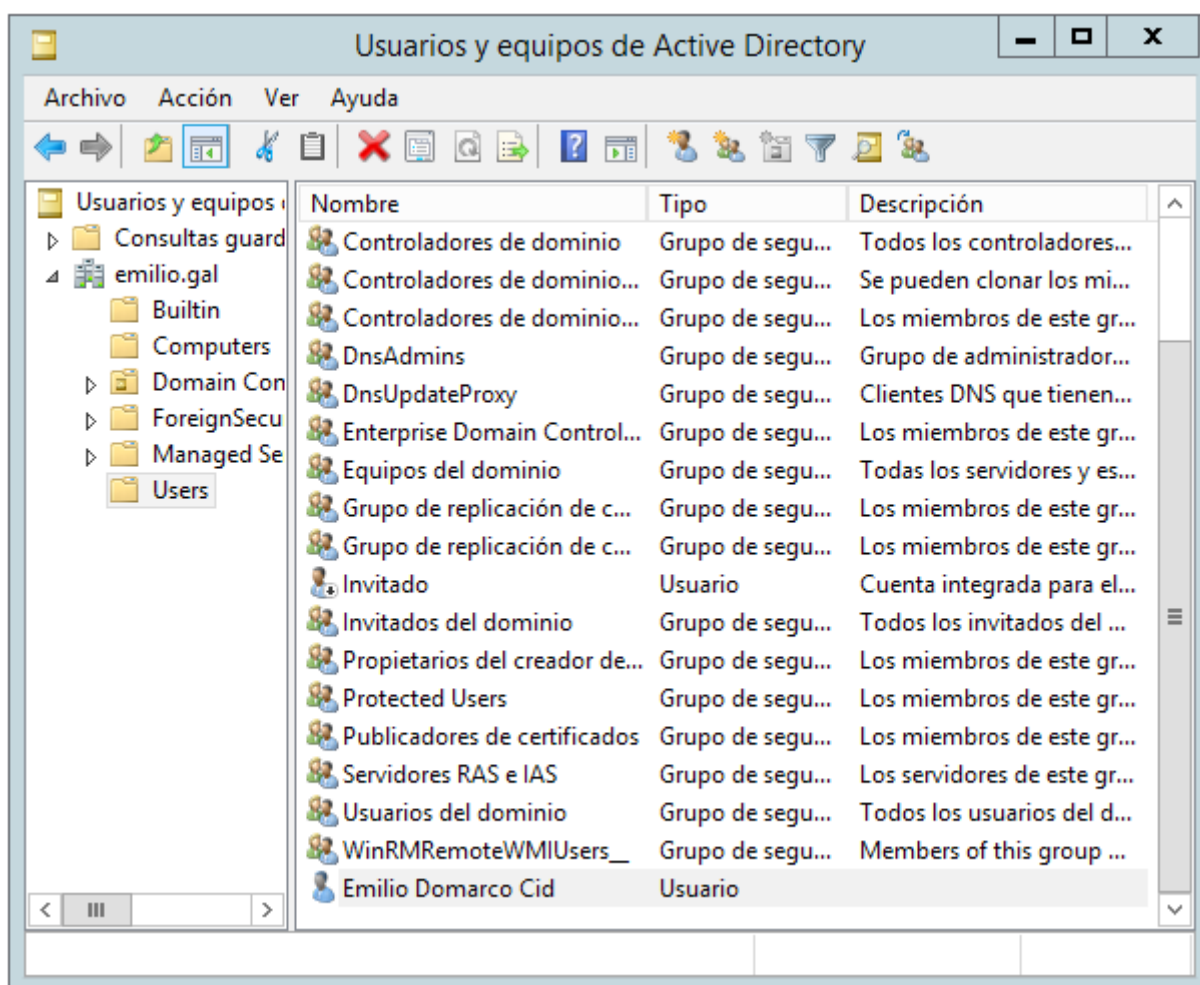 Usuarios y equipos de Active Directory
Archivo Acción Ver Ayuda
Usuarios y equipos
Consultas guard
emilio.gal
Builtin
Computers
Domain Con
ForeignSecu
Managed Se
Users
Nombre Tipo Descripción
Controladores de dominio Grupo de segu... Todos los controladores...
Controladores de dominio... Grupo de segu... Se pueden clonar los mi...
Controladores de dominio... Grupo de segu... Los miembros de este gr...
DnsAdmins Grupo de segu... Grupo de administrador...
DnsUpdateProxy Grupo de segu... Clientes DNS que tienen...
Enterprise Domain Control... Grupo de segu... Los miembros de este gr...
Equipos del dominio Grupo de segu... Todas los servidores y es...
Grupo de replicación de c... Grupo de segu... Los miembros de este gr...
Grupo de replicación de c... Grupo de segu... Los miembros de este gr...
Invitado Usuario Cuenta integrada para el...
Invitados del dominio Grupo de segu... Todos los invitados del ...
Propietarios del creador de... Grupo de segu... Los miembros de este gr...
Protected Users Grupo de segu... Los miembros de este gr...
Publicadores de certificados Grupo de segu... Los miembros de este gr...
Servidores RAS e IAS Grupo de segu... Los servidores de este gr...
Usuarios del dominio Grupo de segu... Todos los usuarios del d...
WinRMRemoteWMIUsers__ Grupo de segu... Members of this group ...
Emilio Domarco Cid Usuario